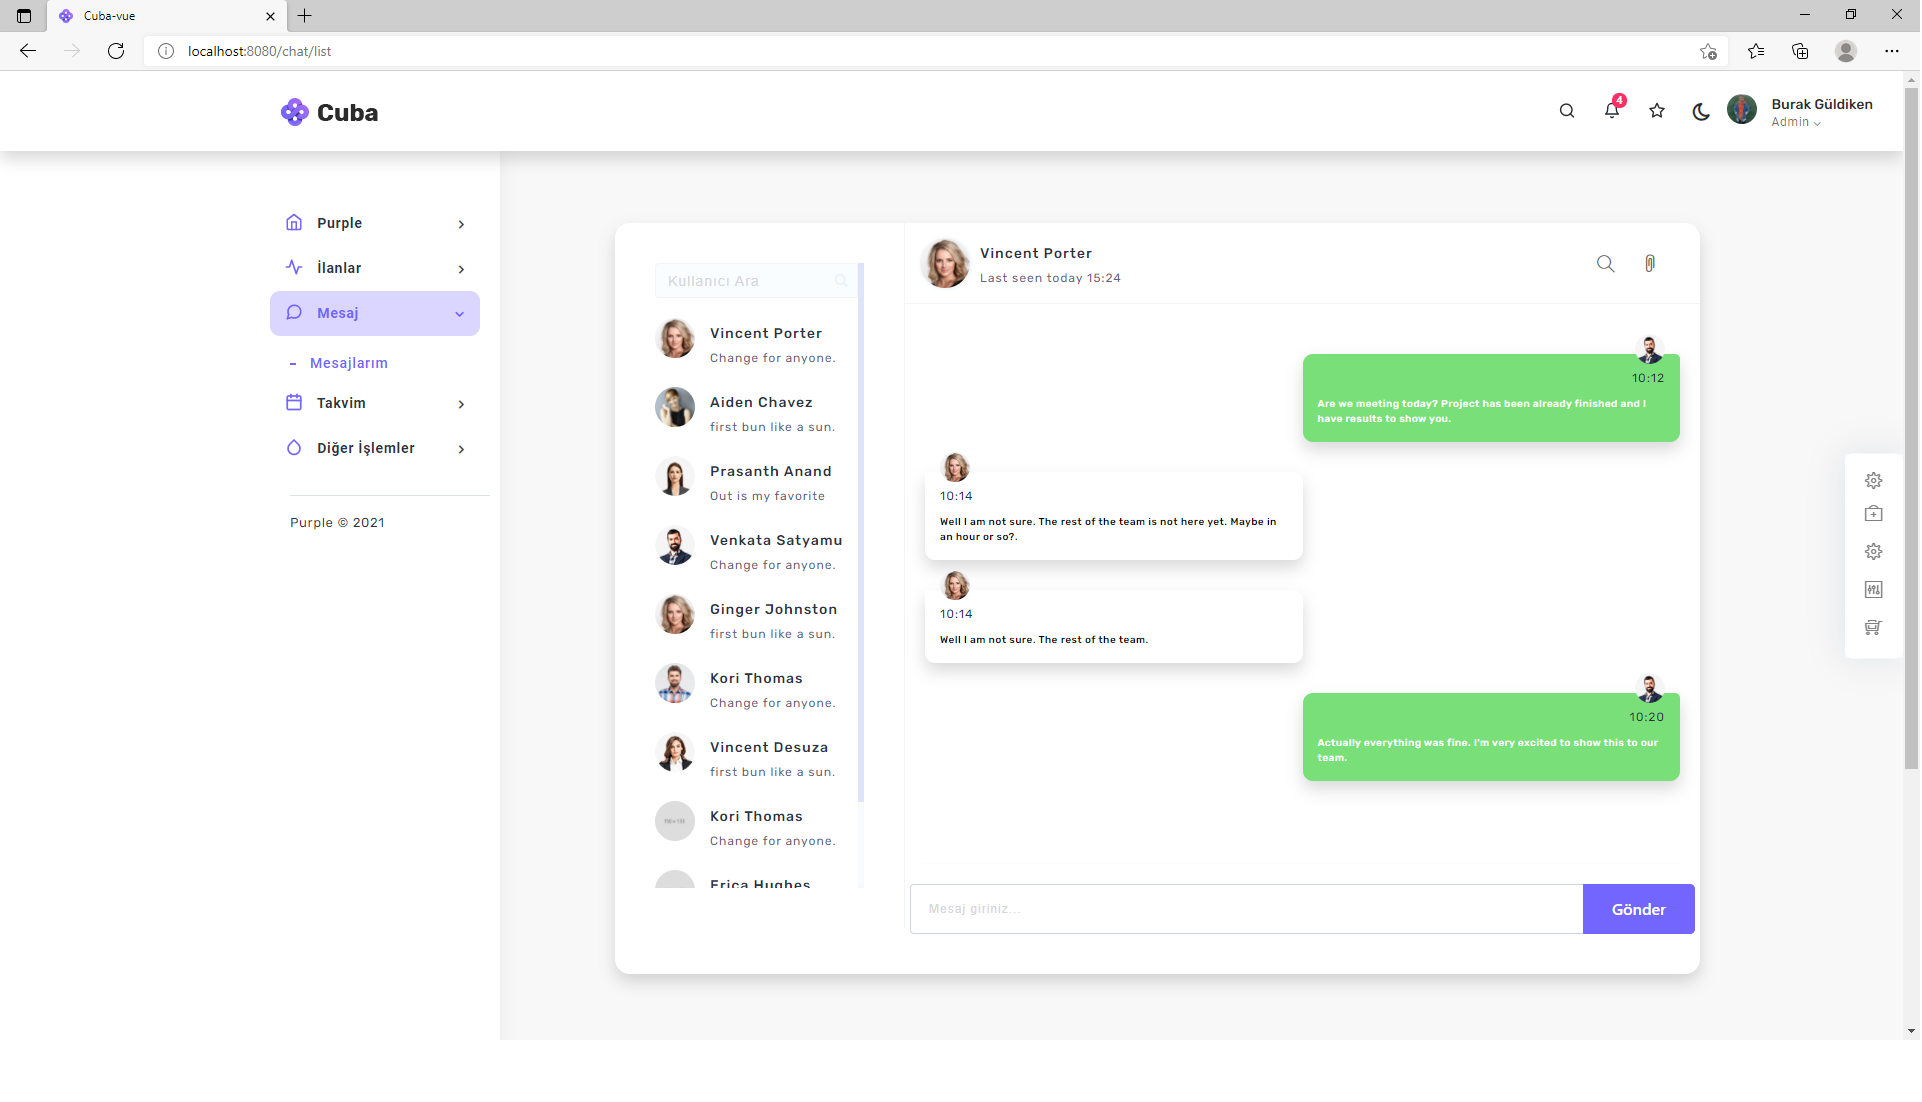 Cuba-vue
localhost:8080/chat/list
Cuba
4
Burak Güldiken
Admin
Purple
İlanlar
Mesaj
- Mesajlarım
Takvim
Diğer İşlemler
Purple © 2021
Kullanıcı Ara
Vincent Porter
Change for anyone.
Aiden Chavez
first bun like a sun.
Prasanth Anand
Out is my favorite
Venkata Satyamu
Change for anyone.
Ginger Johnston
first bun like a sun.
Kori Thomas
Change for anyone.
Vincent Desuza
first bun like a sun.
Kori Thomas
Change for anyone.
Erica Hughes
Vincent Porter
Last seen today 15:24
10:12
Are we meeting today? Project has been already finished and I
have results to show you.
10:14
Well I am not sure. The rest of the team is not here yet. Maybe in
an hour or so?.
10:14
Well I am not sure. The rest of the team.
10:20
Actually everything was fine. I'm very excited to show this to our
team.
Mesaj giriniz...
Gönder